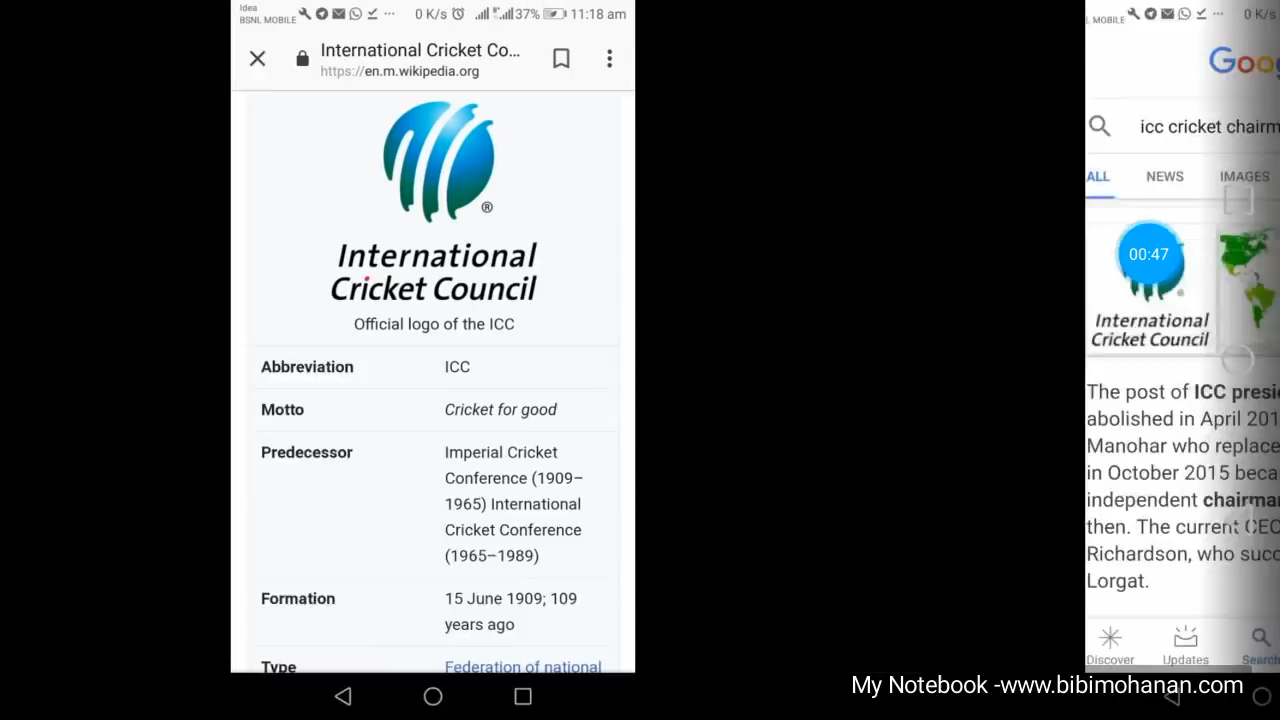 Idea
BSNL MOBILE
0 K/s
37%
11:18 am
International Cricket Co...
https://en.m.wikipedia.org
International
Cricket Council
®
Official logo of the ICC
Abbreviation ICC
Motto Cricket for good
Predecessor Imperial Cricket
Conference (1909–
1965) International
Cricket Conference
(1965–1989)
Formation 15 June 1909; 109
years ago
Type Federation of national
L MOBILE
0 K/s
Goo
icc cricket chairm
ALL NEWS IMAGES
00:47
International
Cricket Council
The post of ICC presi
abolished in April 201
Manohar who replace
in October 2015 beca
independent chairma
then. The current CEO
Richardson, who succ
Lorgat.
Discover Updates Search
My Notebook -www.bibimohanan.com